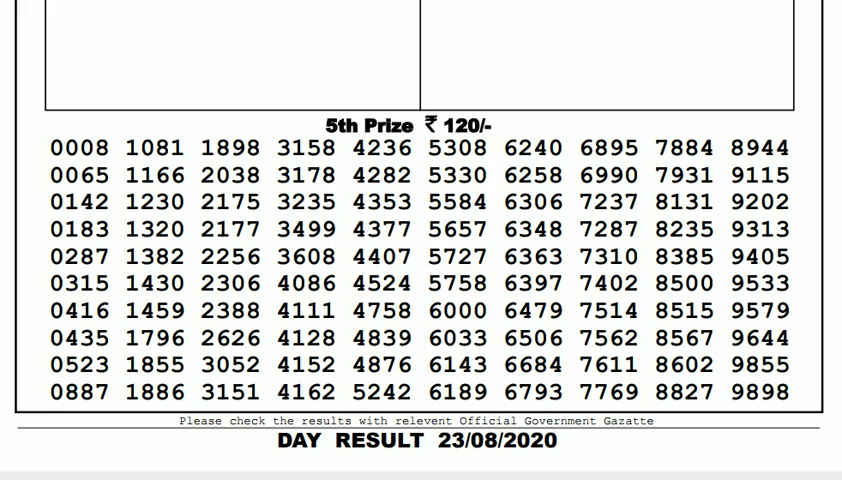 5th Prize ₹ 120/-
0008 1081 1898 3158 4236 5308 6240 6895 7884 8944
0065 1166 2038 3178 4282 5330 6258 6990 7931 9115
0142 1230 2175 3235 4353 5584 6306 7237 8131 9202
0183 1320 2177 3499 4377 5657 6348 7287 8235 9313
0287 1382 2256 3608 4407 5727 6363 7310 8385 9405
0315 1430 2306 4086 4524 5758 6397 7402 8500 9533
0416 1459 2388 4111 4758 6000 6479 7514 8515 9579
0435 1796 2626 4128 4839 6033 6506 7562 8567 9644
0523 1855 3052 4152 4876 6143 6684 7611 8602 9855
0887 1886 3151 4162 5242 6189 6793 7769 8827 9898
Please check the results with relevent Official Government Gazatte
DAY RESULT 23/08/2020